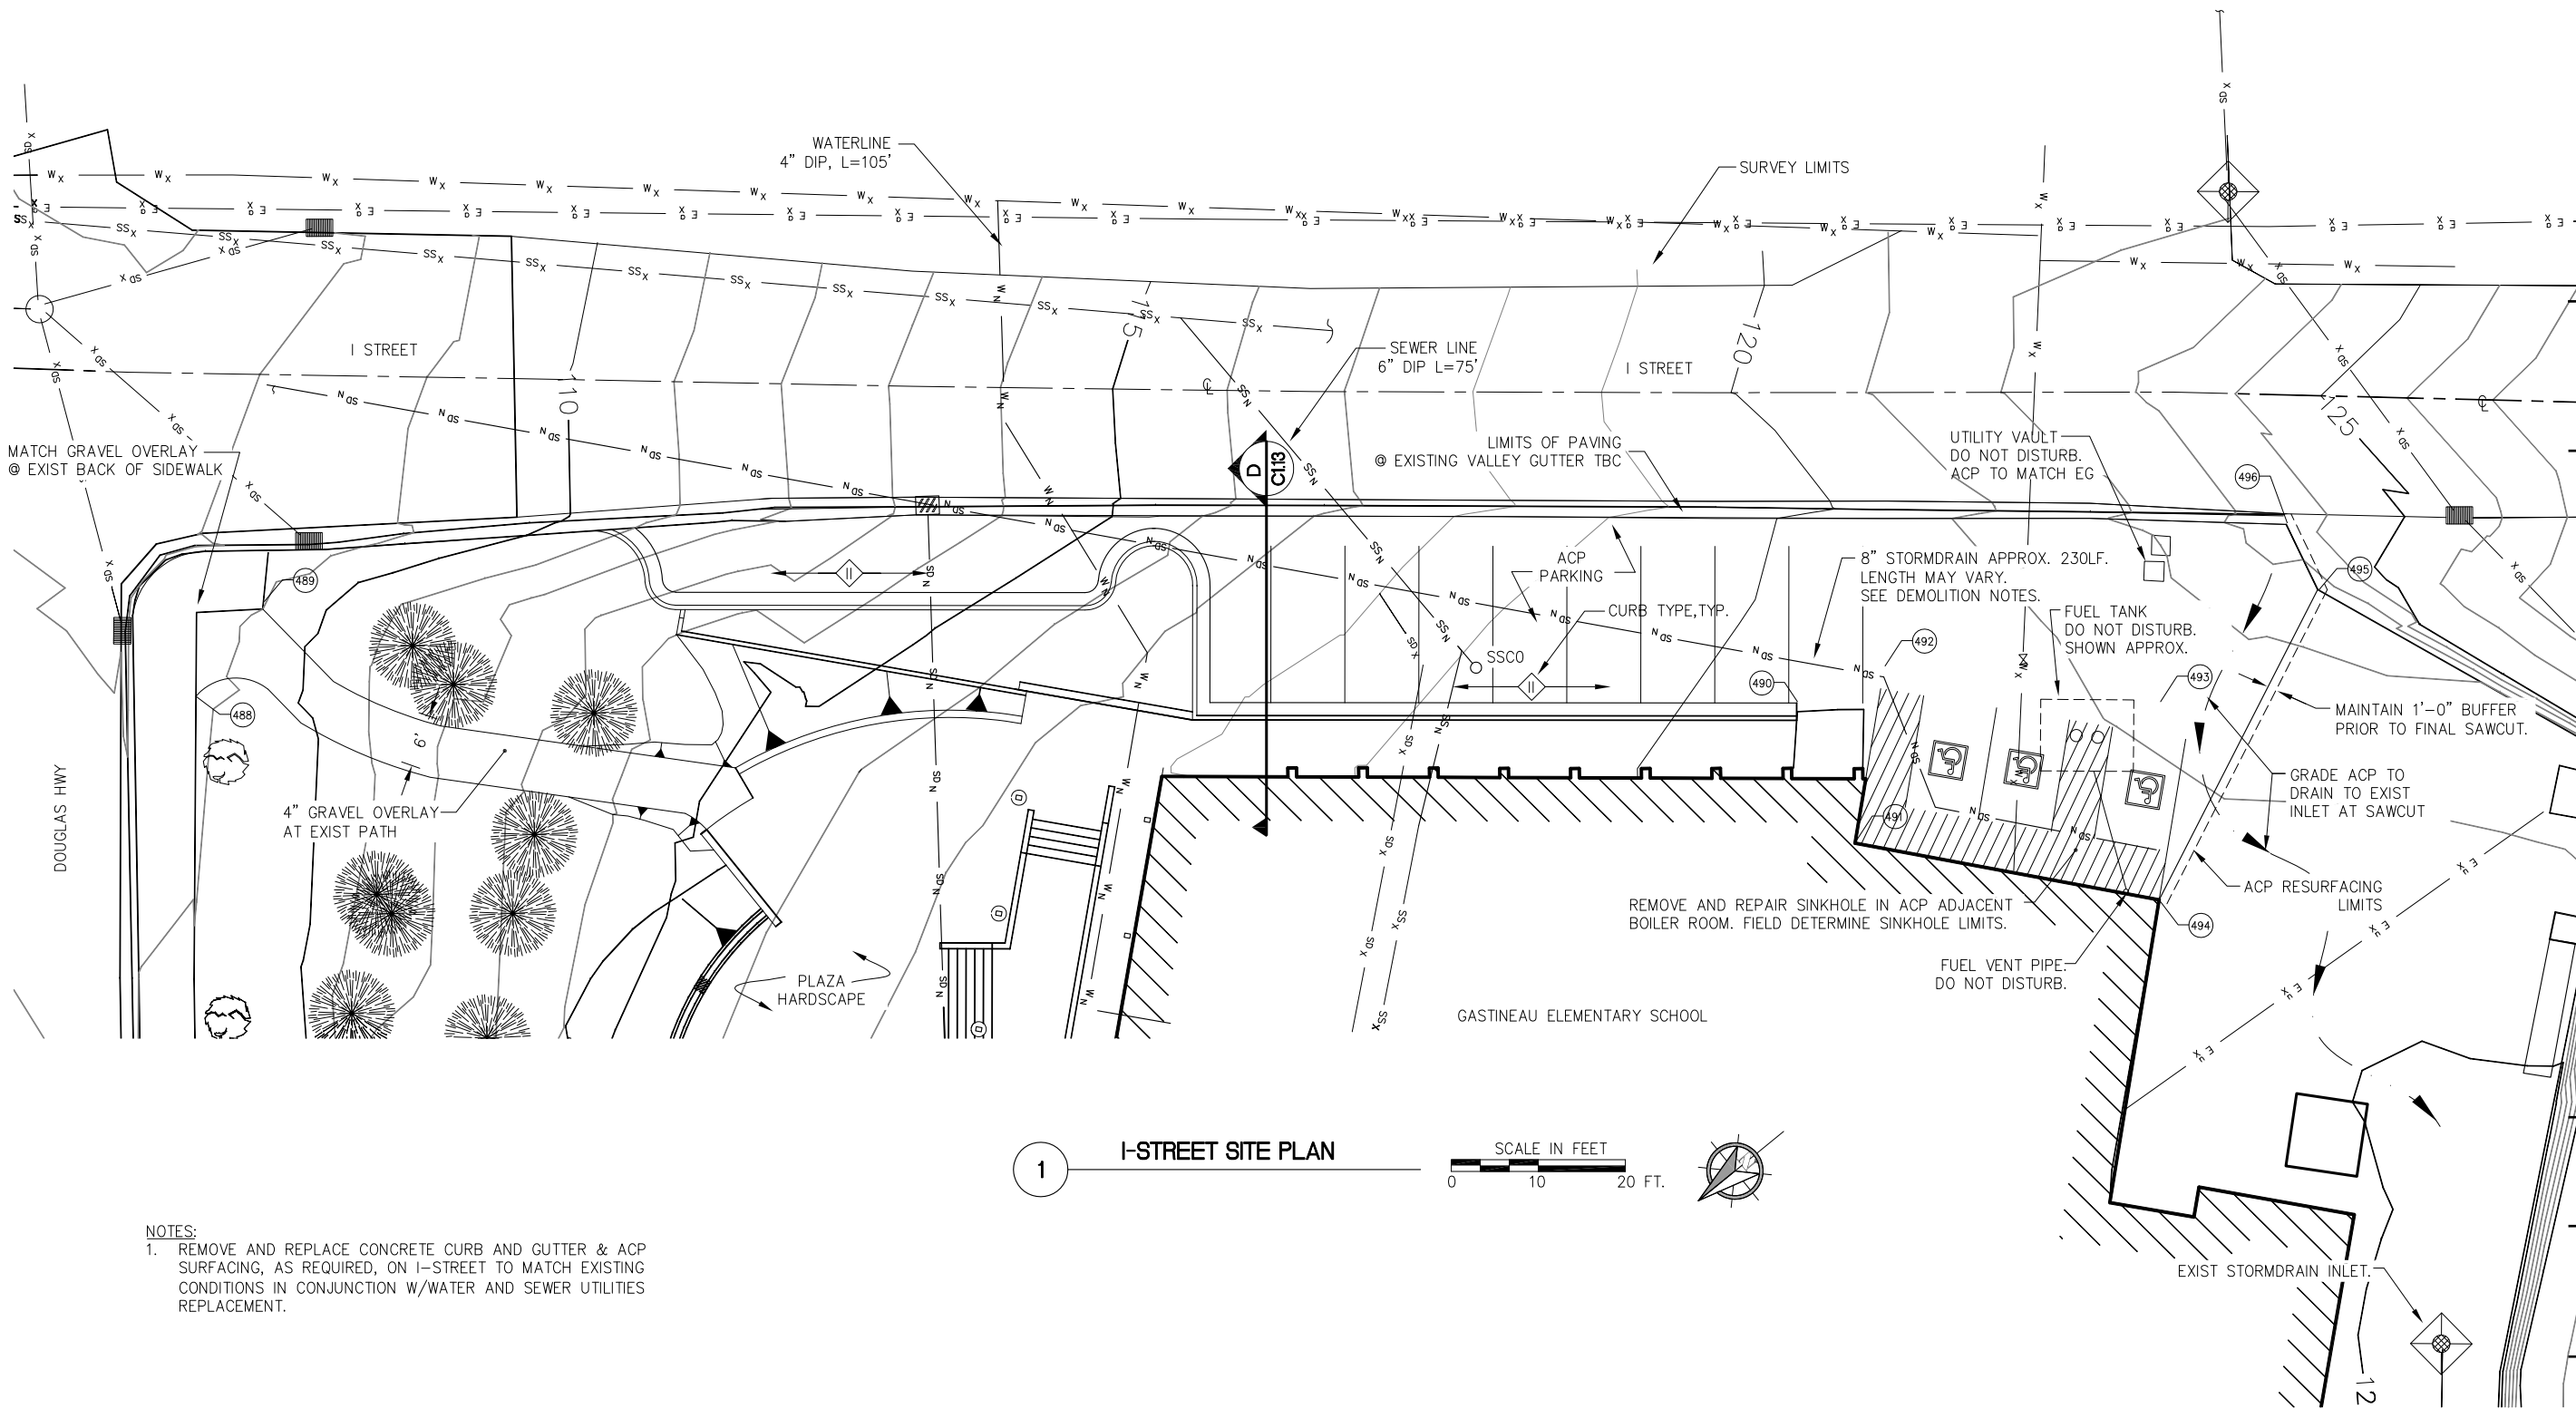 WATERLINE
4" DIP, L=105'
SURVEY LIMITS
I STREET
SEWER LINE
6" DIP L=75'
I STREET
10
115
120
125
MATCH GRAVEL OVERLAY
@ EXIST BACK OF SIDEWALK
LIMITS OF PAVING
@ EXISTING VALLEY GUTTER TBC
D
C1.13
UTILITY VAULT
DO NOT DISTURB.
ACP TO MATCH EG
496
495
489
ACP
PARKING
8" STORMDRAIN APPROX. 230LF.
LENGTH MAY VARY.
SEE DEMOLITION NOTES.
CURB TYPE,TYP.
FUEL TANK
DO NOT DISTURB.
SHOWN APPROX.
492
SSCO
II
II
490
493
488
6'
MAINTAIN 1'-0" BUFFER
PRIOR TO FINAL SAWCUT.
GRADE ACP TO
DRAIN TO EXIST
INLET AT SAWCUT
4" GRAVEL OVERLAY
AT EXIST PATH
DOUGLAS HWY
491
ACP RESURFACING
LIMITS
REMOVE AND REPAIR SINKHOLE IN ACP ADJACENT
BOILER ROOM. FIELD DETERMINE SINKHOLE LIMITS.
494
FUEL VENT PIPE.
DO NOT DISTURB.
PLAZA
HARDSCAPE
GASTINEAU ELEMENTARY SCHOOL
1
I-STREET SITE PLAN
SCALE IN FEET
0 10 20 FT.
NOTES:
1. REMOVE AND REPLACE CONCRETE CURB AND GUTTER & ACP
SURFACING, AS REQUIRED, ON I-STREET TO MATCH EXISTING
CONDITIONS IN CONJUNCTION W/WATER AND SEWER UTILITIES
REPLACEMENT.
EXIST STORMDRAIN INLET.
12